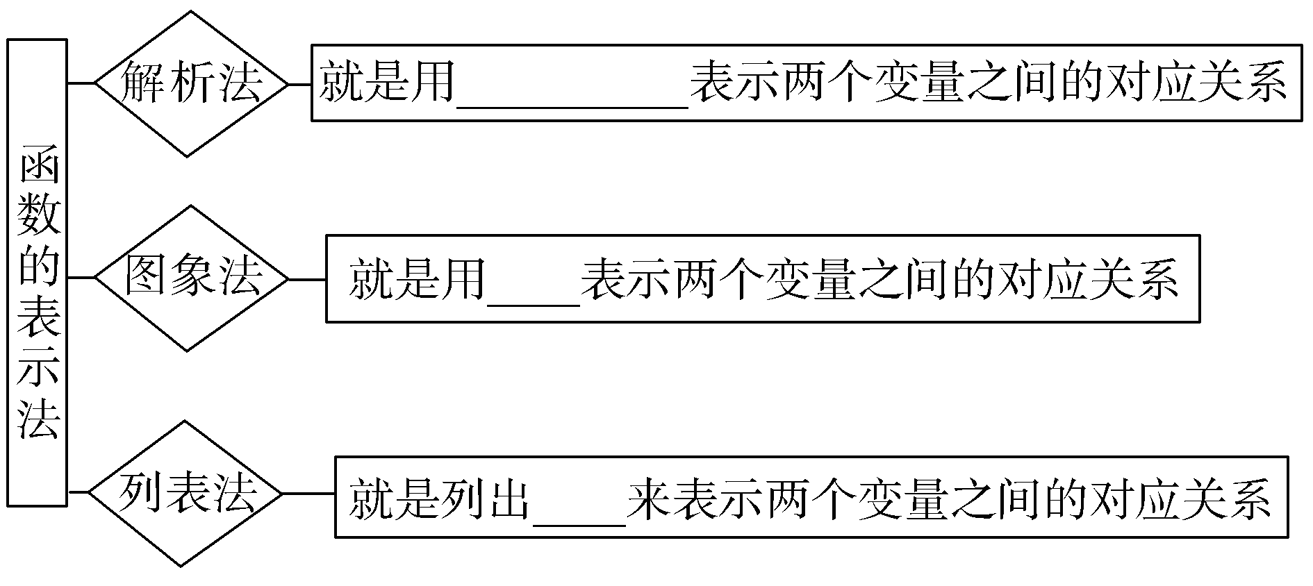 函数的表示法
解析法
就是用__________表示两个变量之间的对应关系
图象法
就是用____表示两个变量之间的对应关系
列表法
就是列出____来表示两个变量之间的对应关系